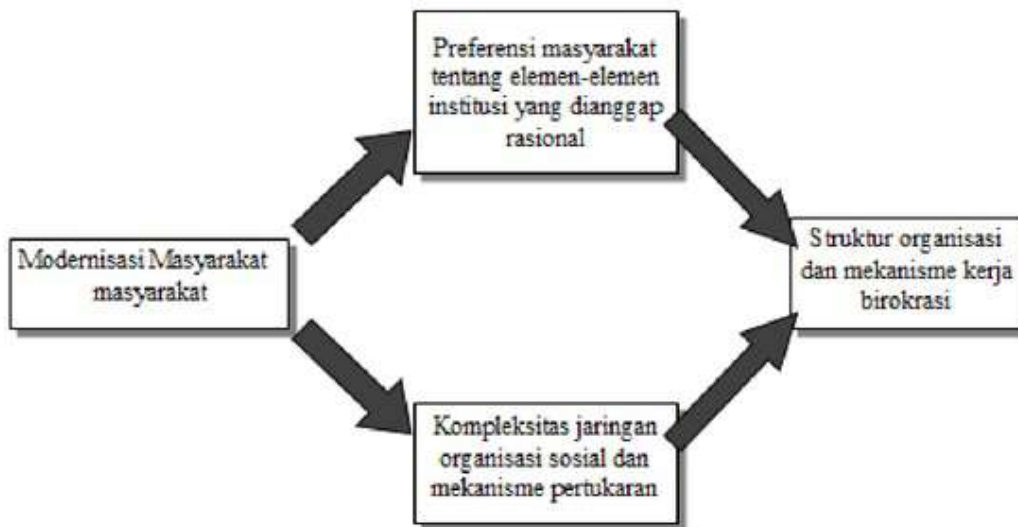 Preferensi masyarakat
tentang elemen-elemen
institusi yang dianggap
rasional
Modernisasi Masyarakat
masyarakat
Struktur organisasi
dan mekanisme kerja
birokrasi
Kompleksitas jaringan
organisasi sosial dan
mekanisme pertukaran